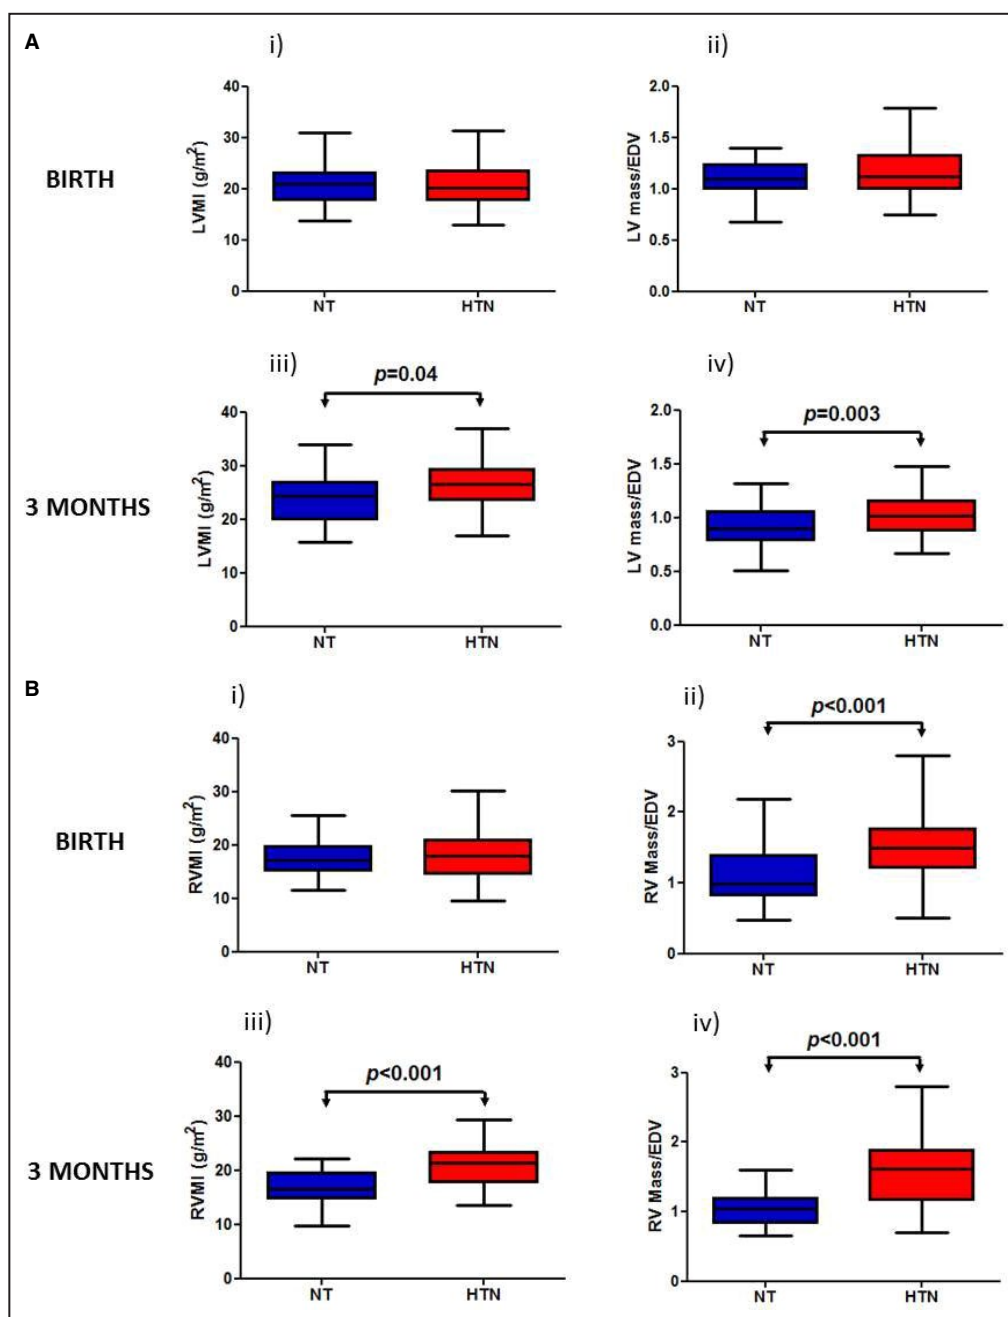 A
i)
ii)
BIRTH
LVMI (g/m²)
40
30
20
10
0
NT
HTN
LV mass/EDV
2.0
1.5
1.0
0.5
0.0
NT
HTN
iii)
iv)
3 MONTHS
p=0.04
LVMI (g/m²)
40
30
20
10
0
NT
HTN
p=0.003
LV mass/EDV
2.0
1.5
1.0
0.5
0.0
NT
HTN
B
i)
ii)
BIRTH
RVMI (g/m²)
40
30
20
10
0
NT
HTN
p<0.001
RV Mass/EDV
3
2
1
0
NT
HTN
iii)
iv)
3 MONTHS
p<0.001
RVMI (g/m²)
40
30
20
10
0
NT
HTN
p<0.001
RV Mass/EDV
3
2
1
0
NT
HTN